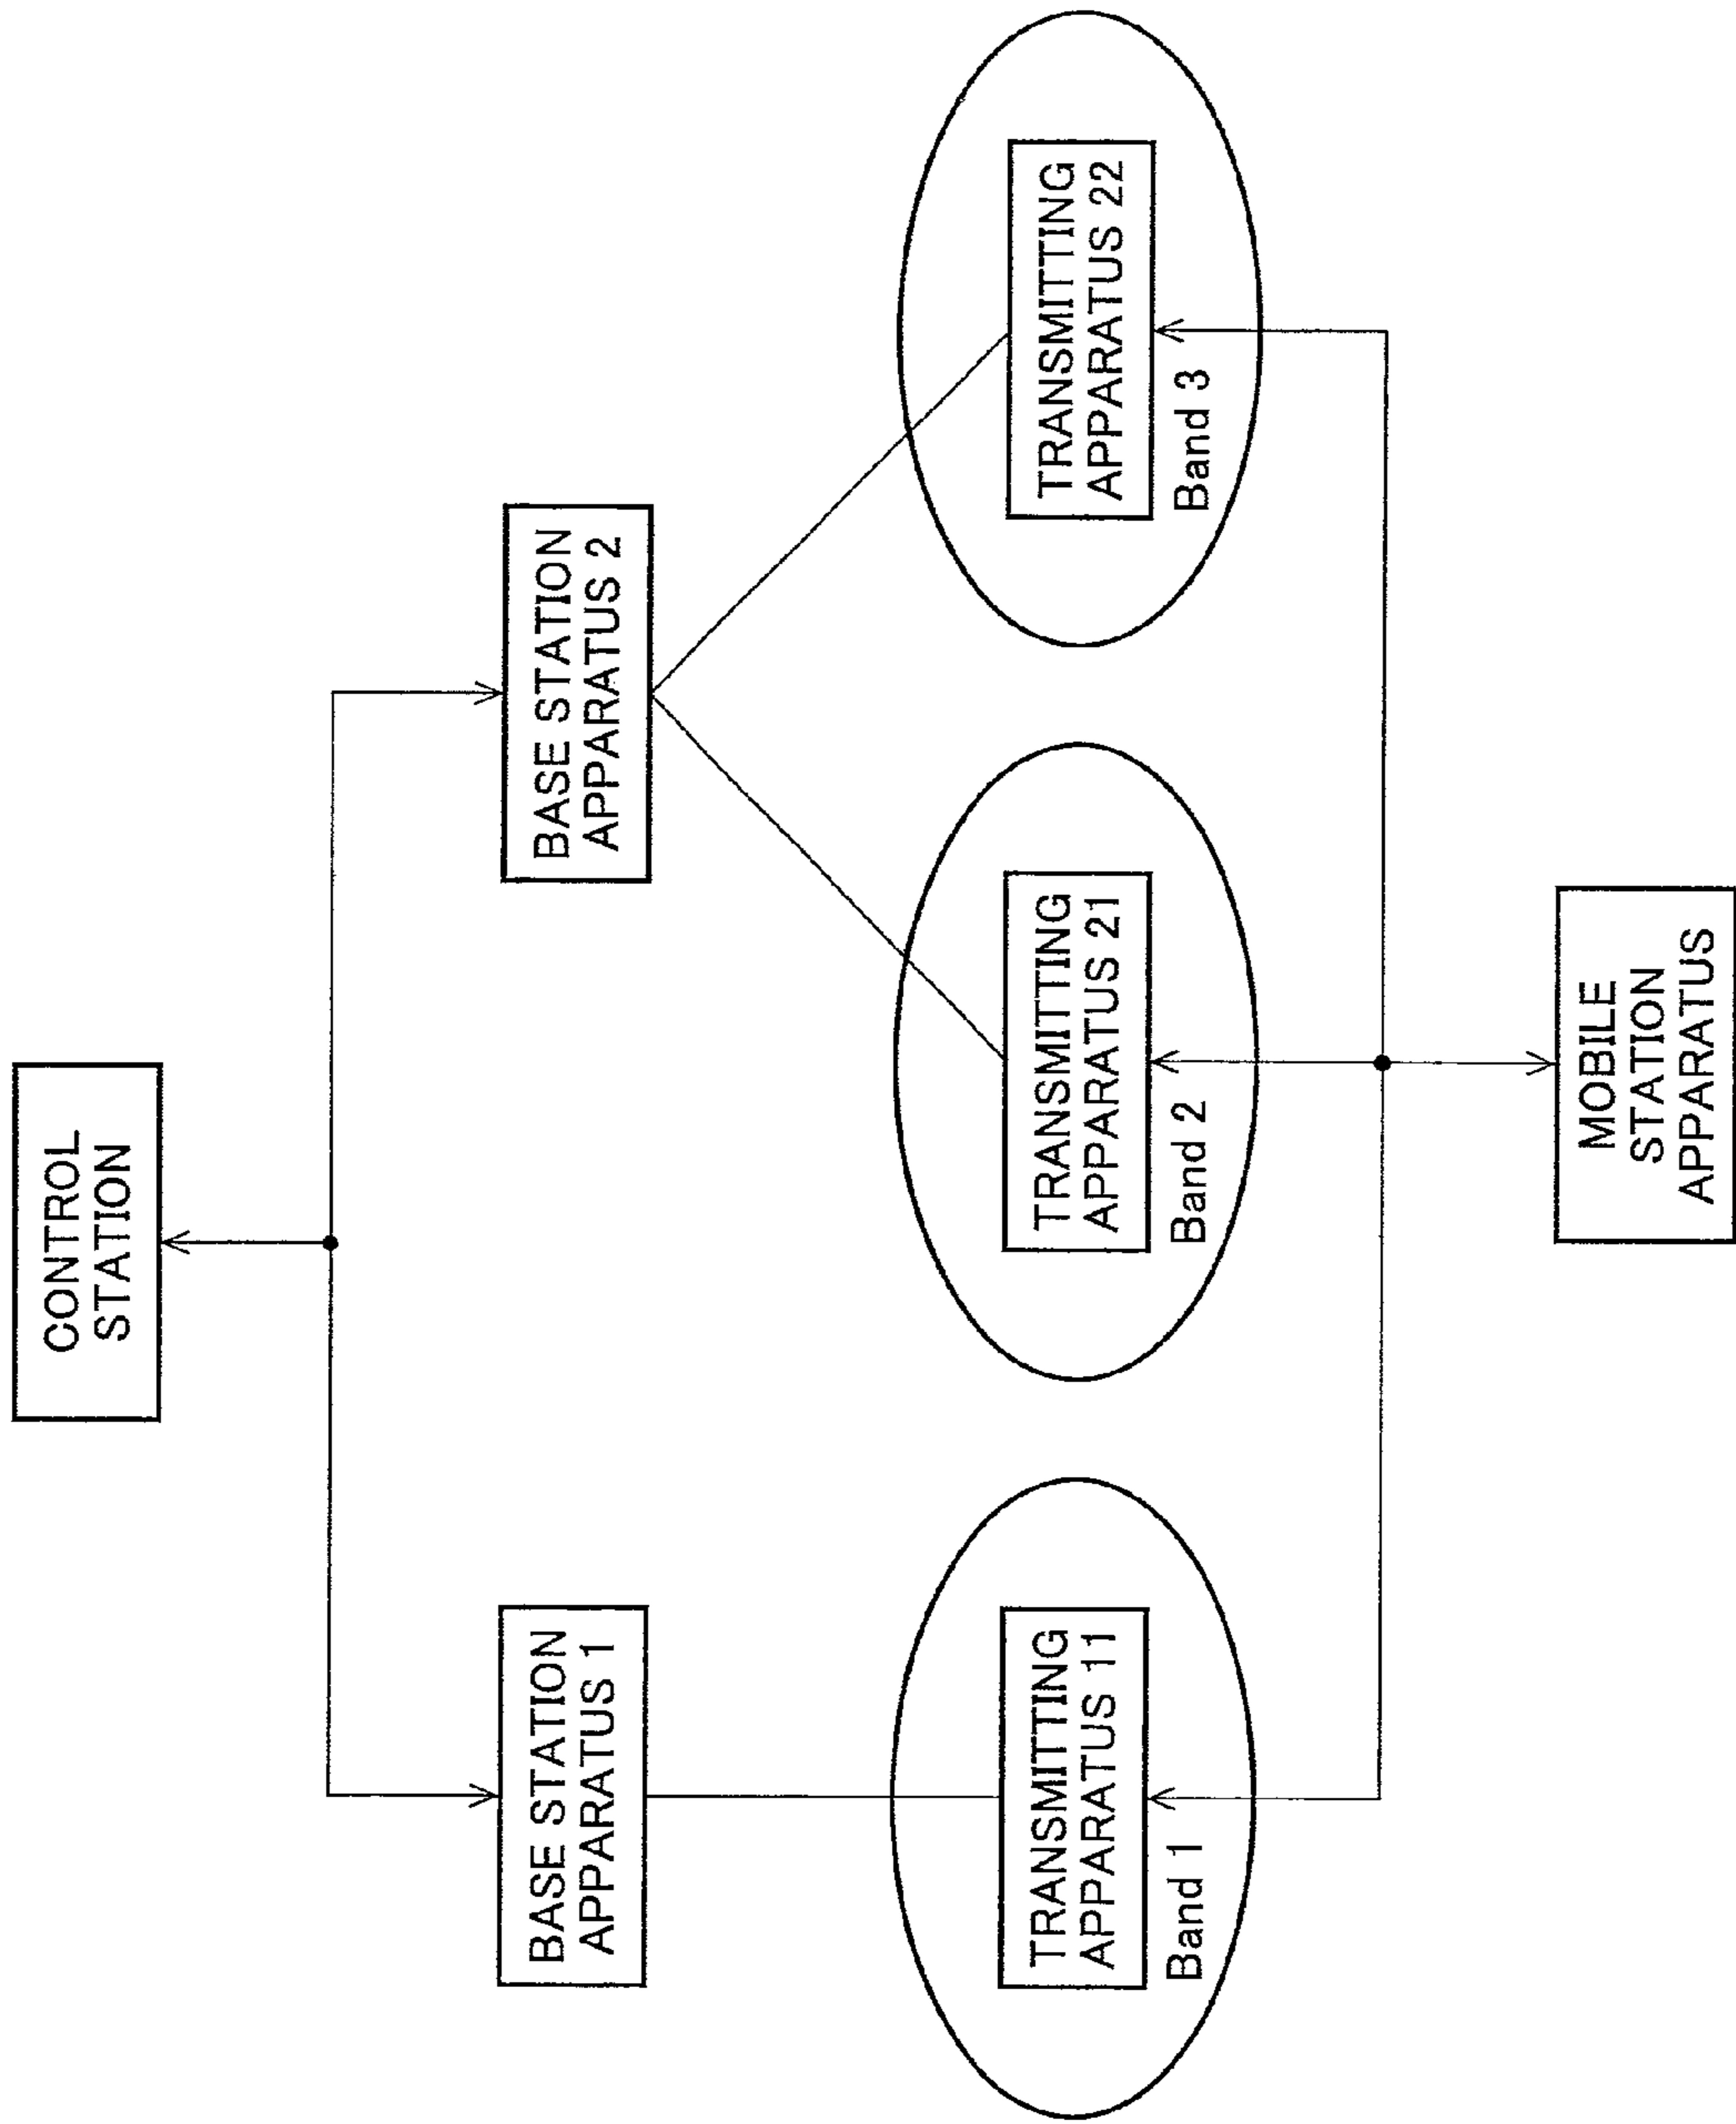 CONTROL
STATION
BASE STATION
APPARATUS 1
BASE STATION
APPARATUS 2
TRANSMITTING
APPARATUS 11
Band 1
TRANSMITTING
APPARATUS 21
Band 2
TRANSMITTING
APPARATUS 22
Band 3
MOBILE
STATION
APPARATUS